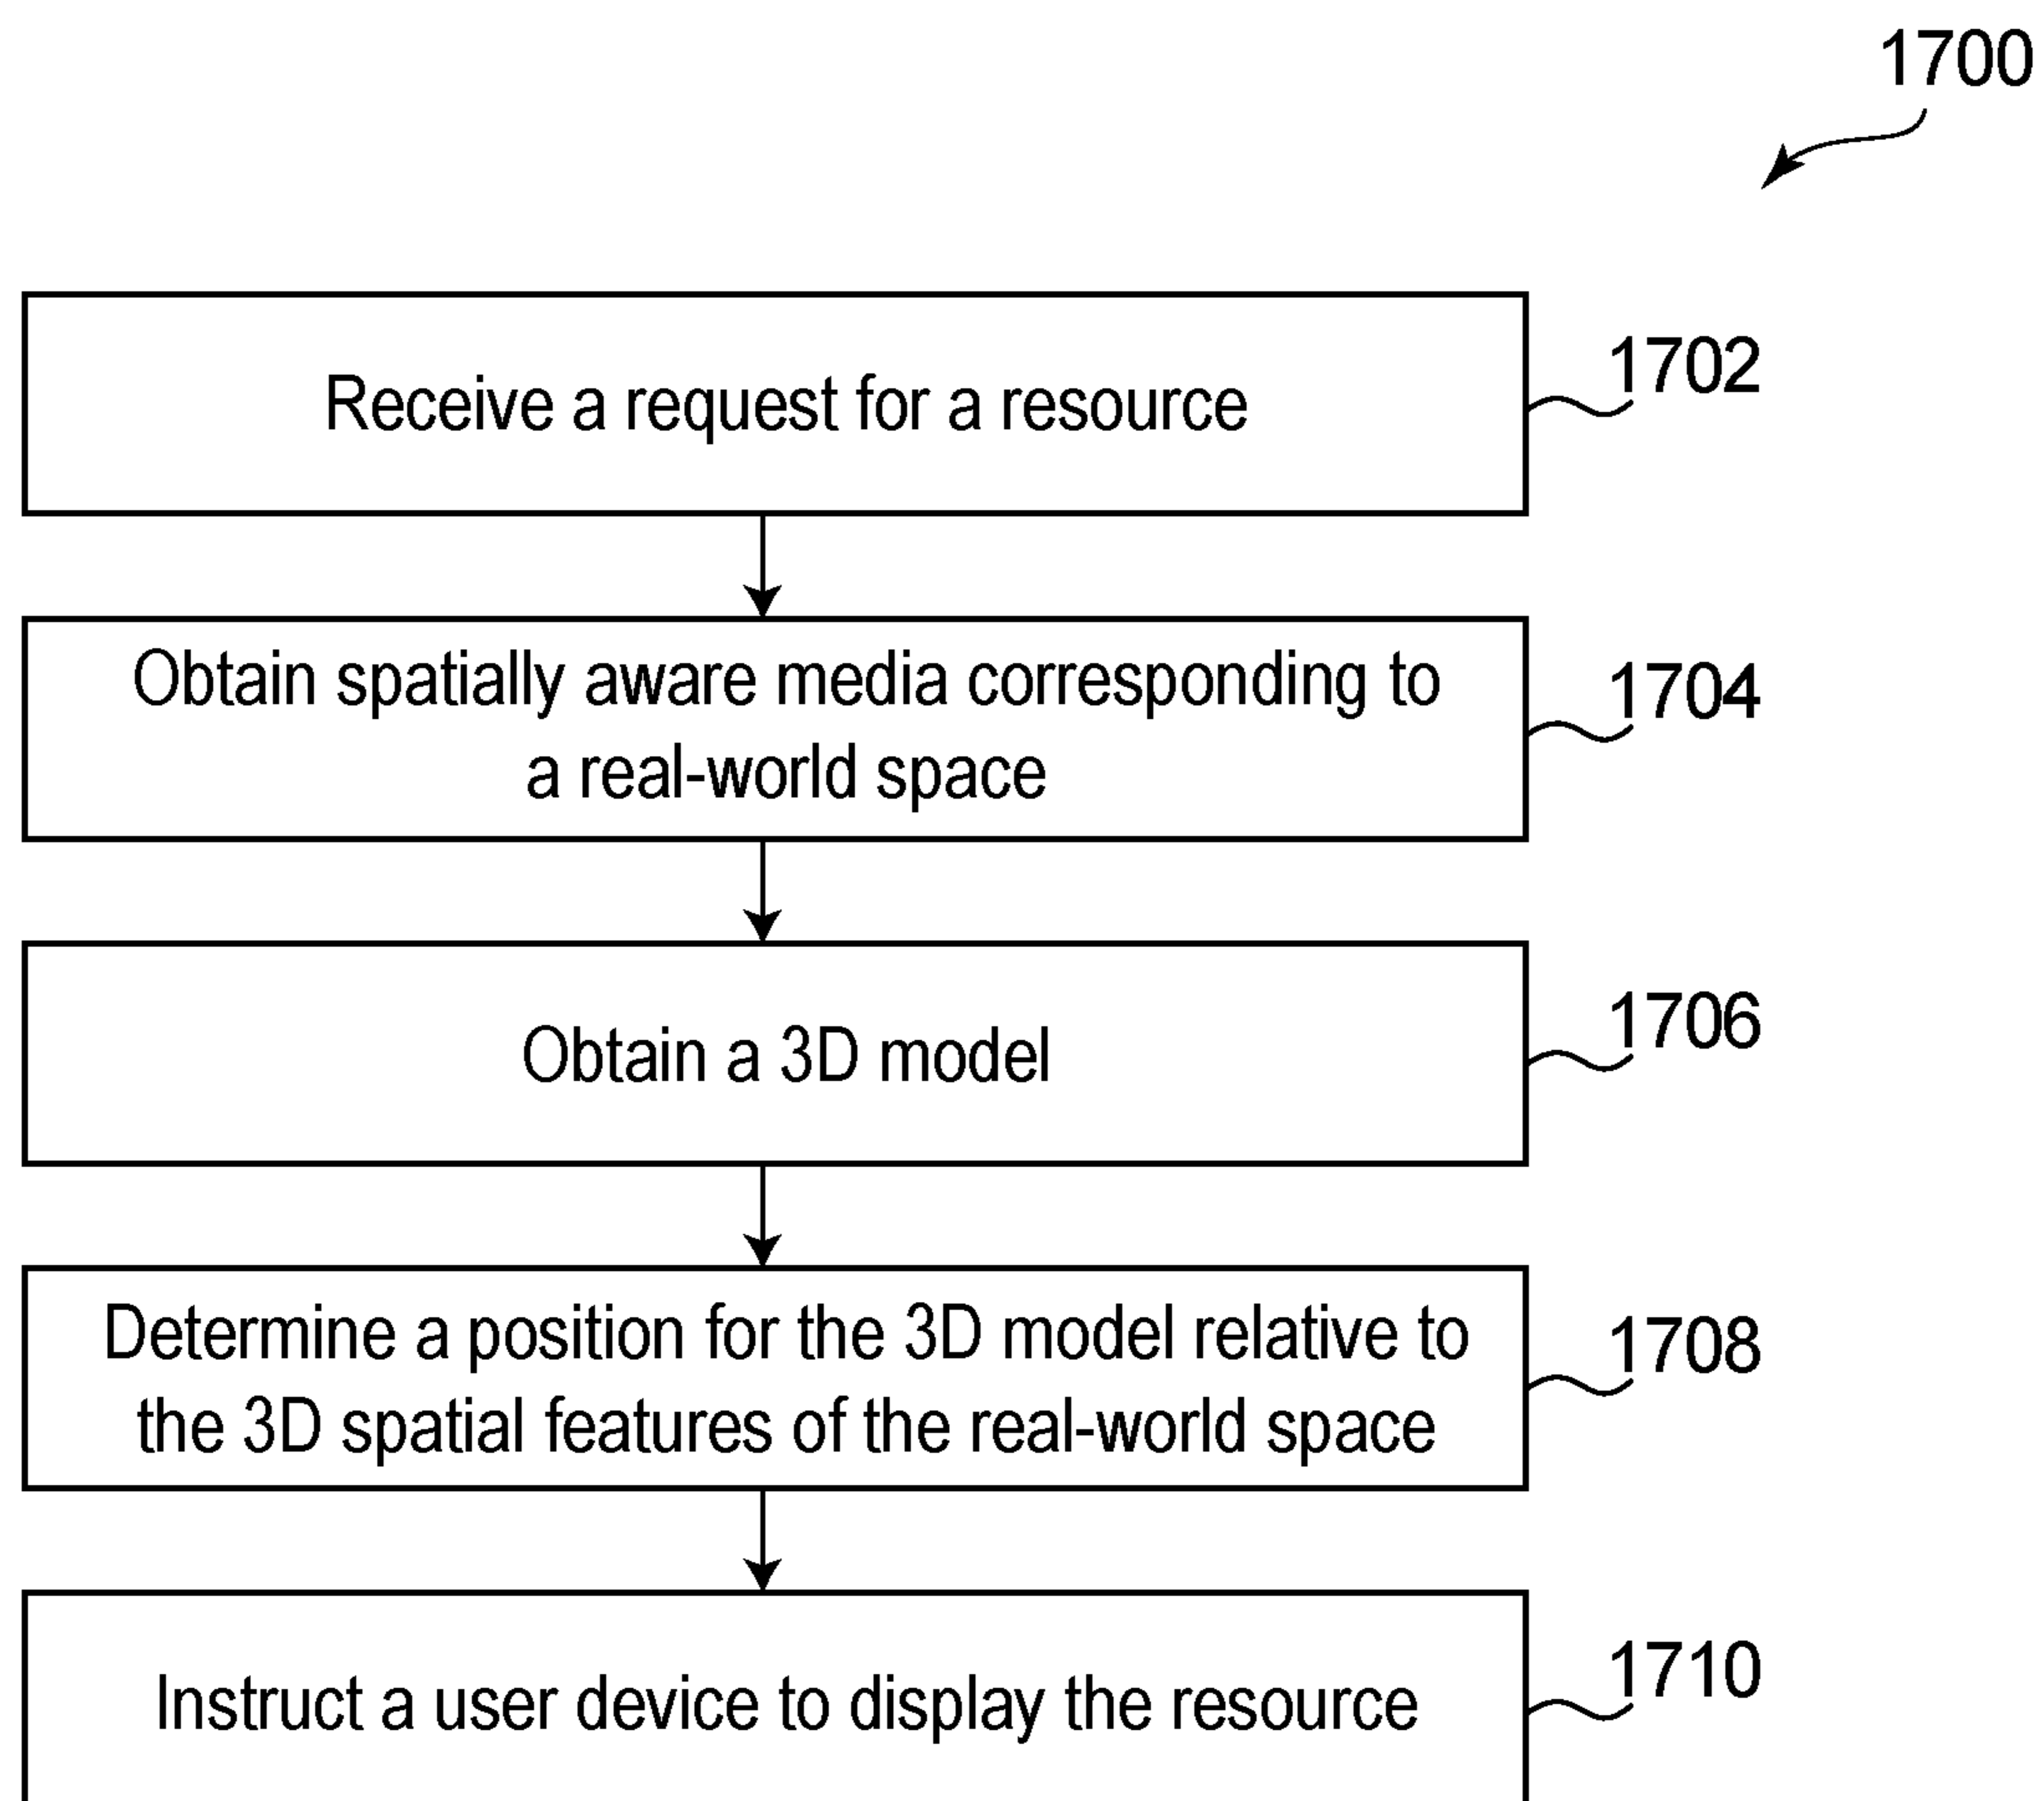 1700
Receive a request for a resource
1702
Obtain spatially aware media corresponding to
a real-world space
1704
Obtain a 3D model
1706
Determine a position for the 3D model relative to
the 3D spatial features of the real-world space
1708
Instruct a user device to display the resource
1710